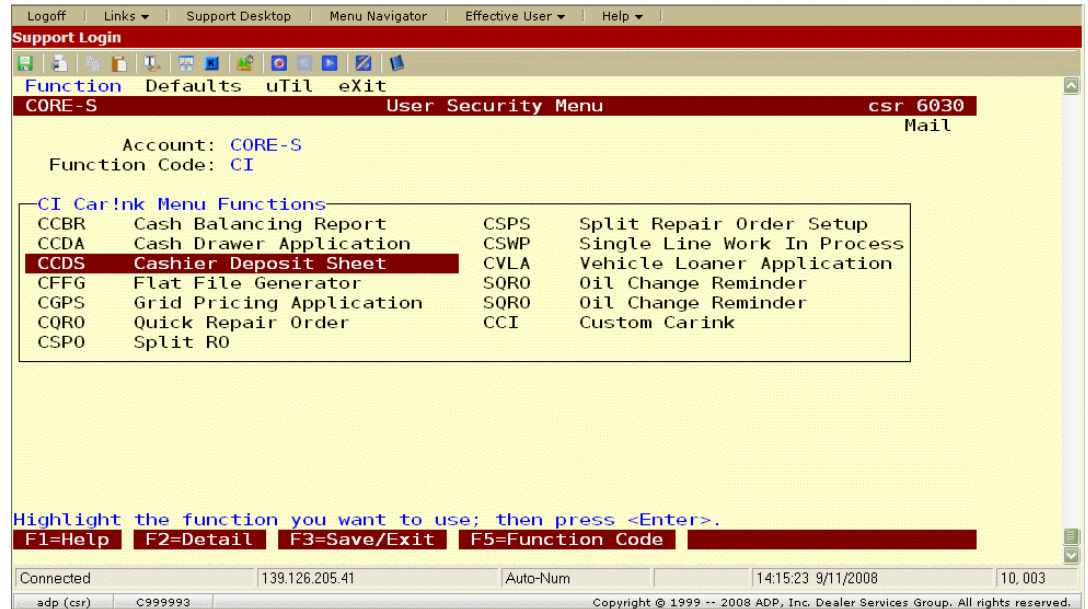 Logoff Links Support Desktop Menu Navigator Effective User Help
Support Login
Function Defaults uTil eXit
CORE-S User Security Menu csr 6030
Mail
Account: CORE-S
Function Code: CI
CI Car!nk Menu Functions
CCBR Cash Balancing Report CSPS Split Repair Order Setup
CCDA Cash Drawer Application CSWP Single Line Work In Process
CCDS Cashier Deposit Sheet CVLA Vehicle Loaner Application
CFFG Flat File Generator SQRO Oil Change Reminder
CGPS Grid Pricing Application SQRO Oil Change Reminder
CQRO Quick Repair Order CCI Custom Carink
CSPO Split RO
Highlight the function you want to use; then press <Enter>.
F1=Help F2=Detail F3=Save/Exit F5=Function Code
Connected 139.126.205.41 Auto-Num 14:15:23 9/11/2008 10, 003
adp (csr) C999993 Copyright © 1999 -- 2008 ADP, Inc. Dealer Services Group. All rights reserved.